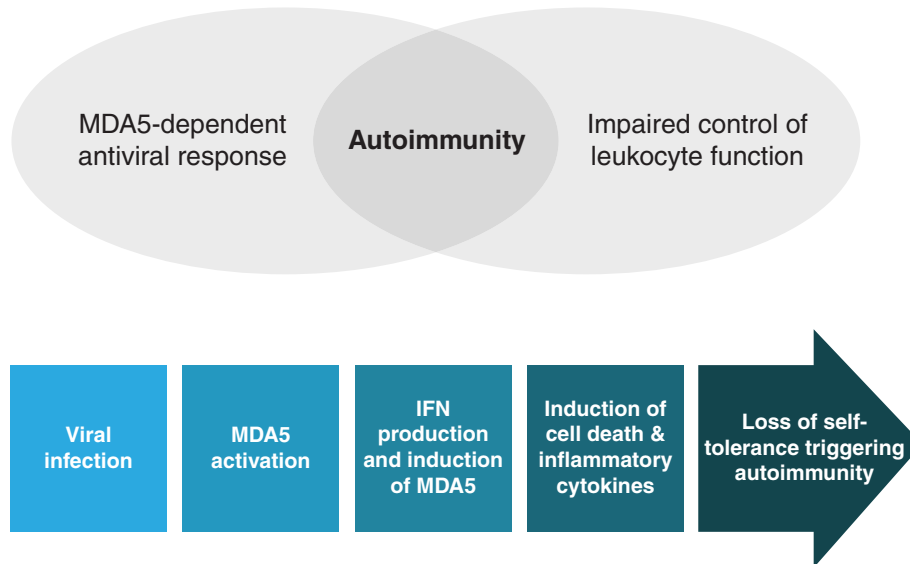 MDA5-dependent
antiviral response
Autoimmunity
Impaired control of
leukocyte function
Viral
infection
MDA5
activation
IFN
production
and induction
of MDA5
Induction of
cell death &
inflammatory
cytokines
Loss of self-
tolerance triggering
autoimmunity